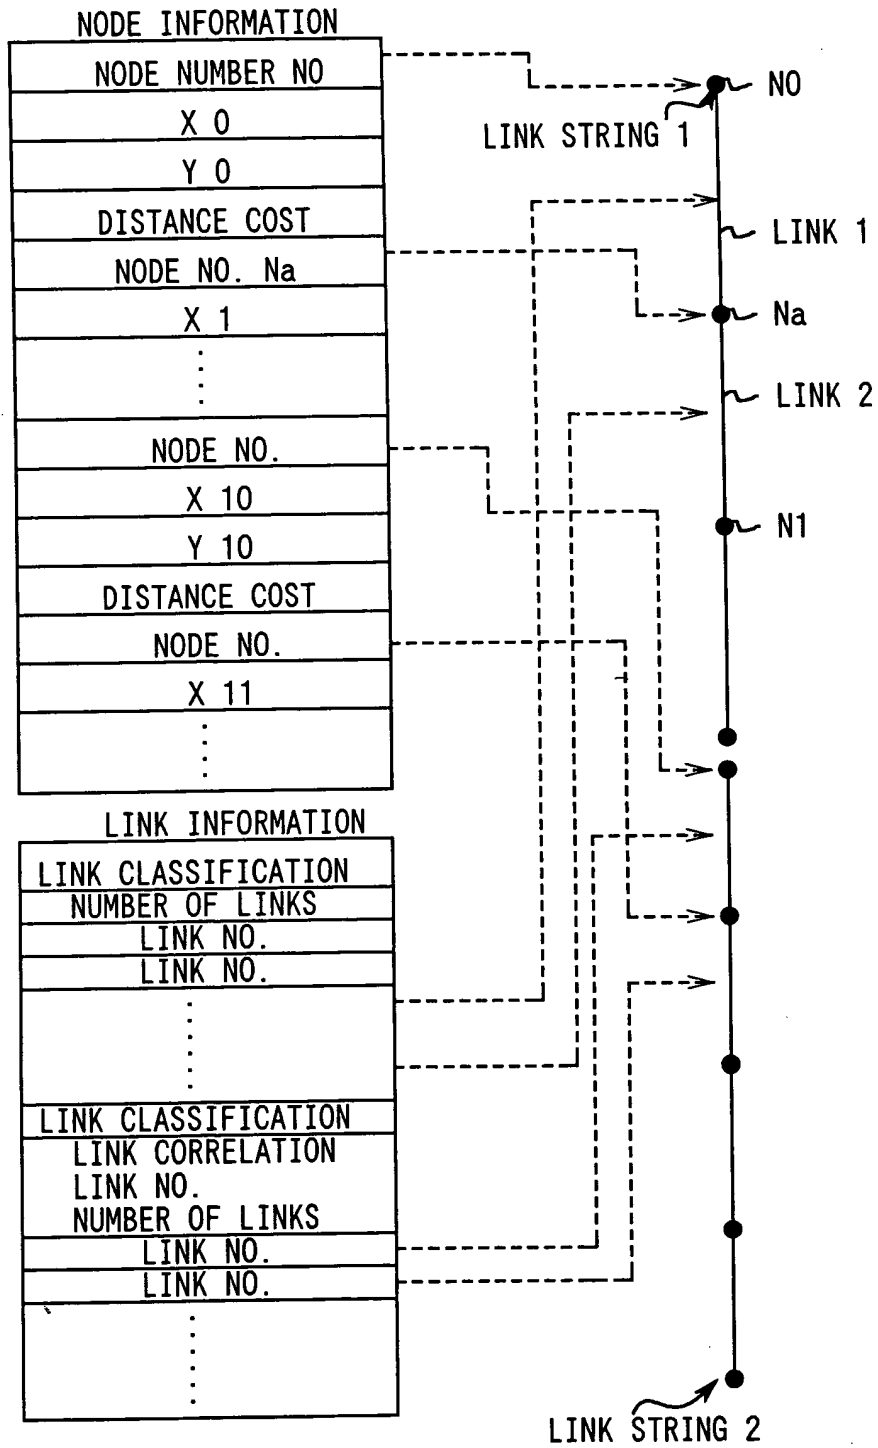 NODE INFORMATION
NODE NUMBER NO
X 0
Y 0
DISTANCE COST
NODE NO. Na
X 1
NODE NO.
X 10
Y 10
DISTANCE COST
NODE NO.
X 11
LINK INFORMATION
LINK CLASSIFICATION
NUMBER OF LINKS
LINK NO.
LINK NO.
LINK CLASSIFICATION
LINK CORRELATION
LINK NO.
NUMBER OF LINKS
LINK NO.
LINK NO.
NO
LINK STRING 1
LINK 1
Na
LINK 2
N1
LINK STRING 2